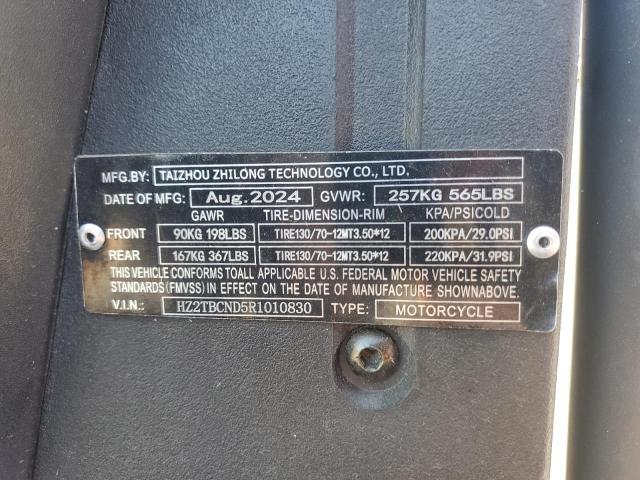 MFG.BY: TAIZHOU ZHILONG TECHNOLOGY CO., LTD.
DATE OF MFG: Aug.2024 GVWR: 257KG 565LBS
GAWR TIRE-DIMENSION-RIM KPA/PSICOLD
FRONT 90KG 198LBS TIRE130/70-12MT3.50*12 200KPA/29.0PSI
REAR 167KG 367LBS TIRE130/70-12MT3.50*12 220KPA/31.9PSI
THIS VEHICLE CONFORMS TOALL APPLICABLE U.S. FEDERAL MOTOR VEHICLE SAFETY
STANDARDS (FMVSS) IN EFFECT ON THE DATE OF MANUFACTURE SHOWNABOVE.
V.I.N.: HZ2TBCND5R1010830 TYPE: MOTORCYCLE